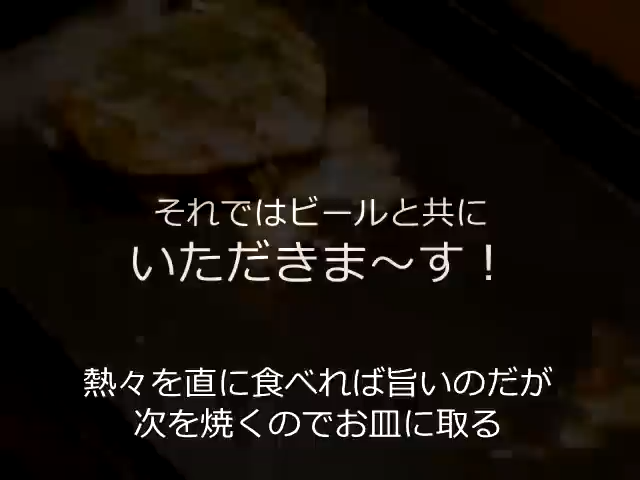 それではビールと共に
いただきま～す！
熱々を直に食べれば旨いのだが
次を焼くのでお皿に取る